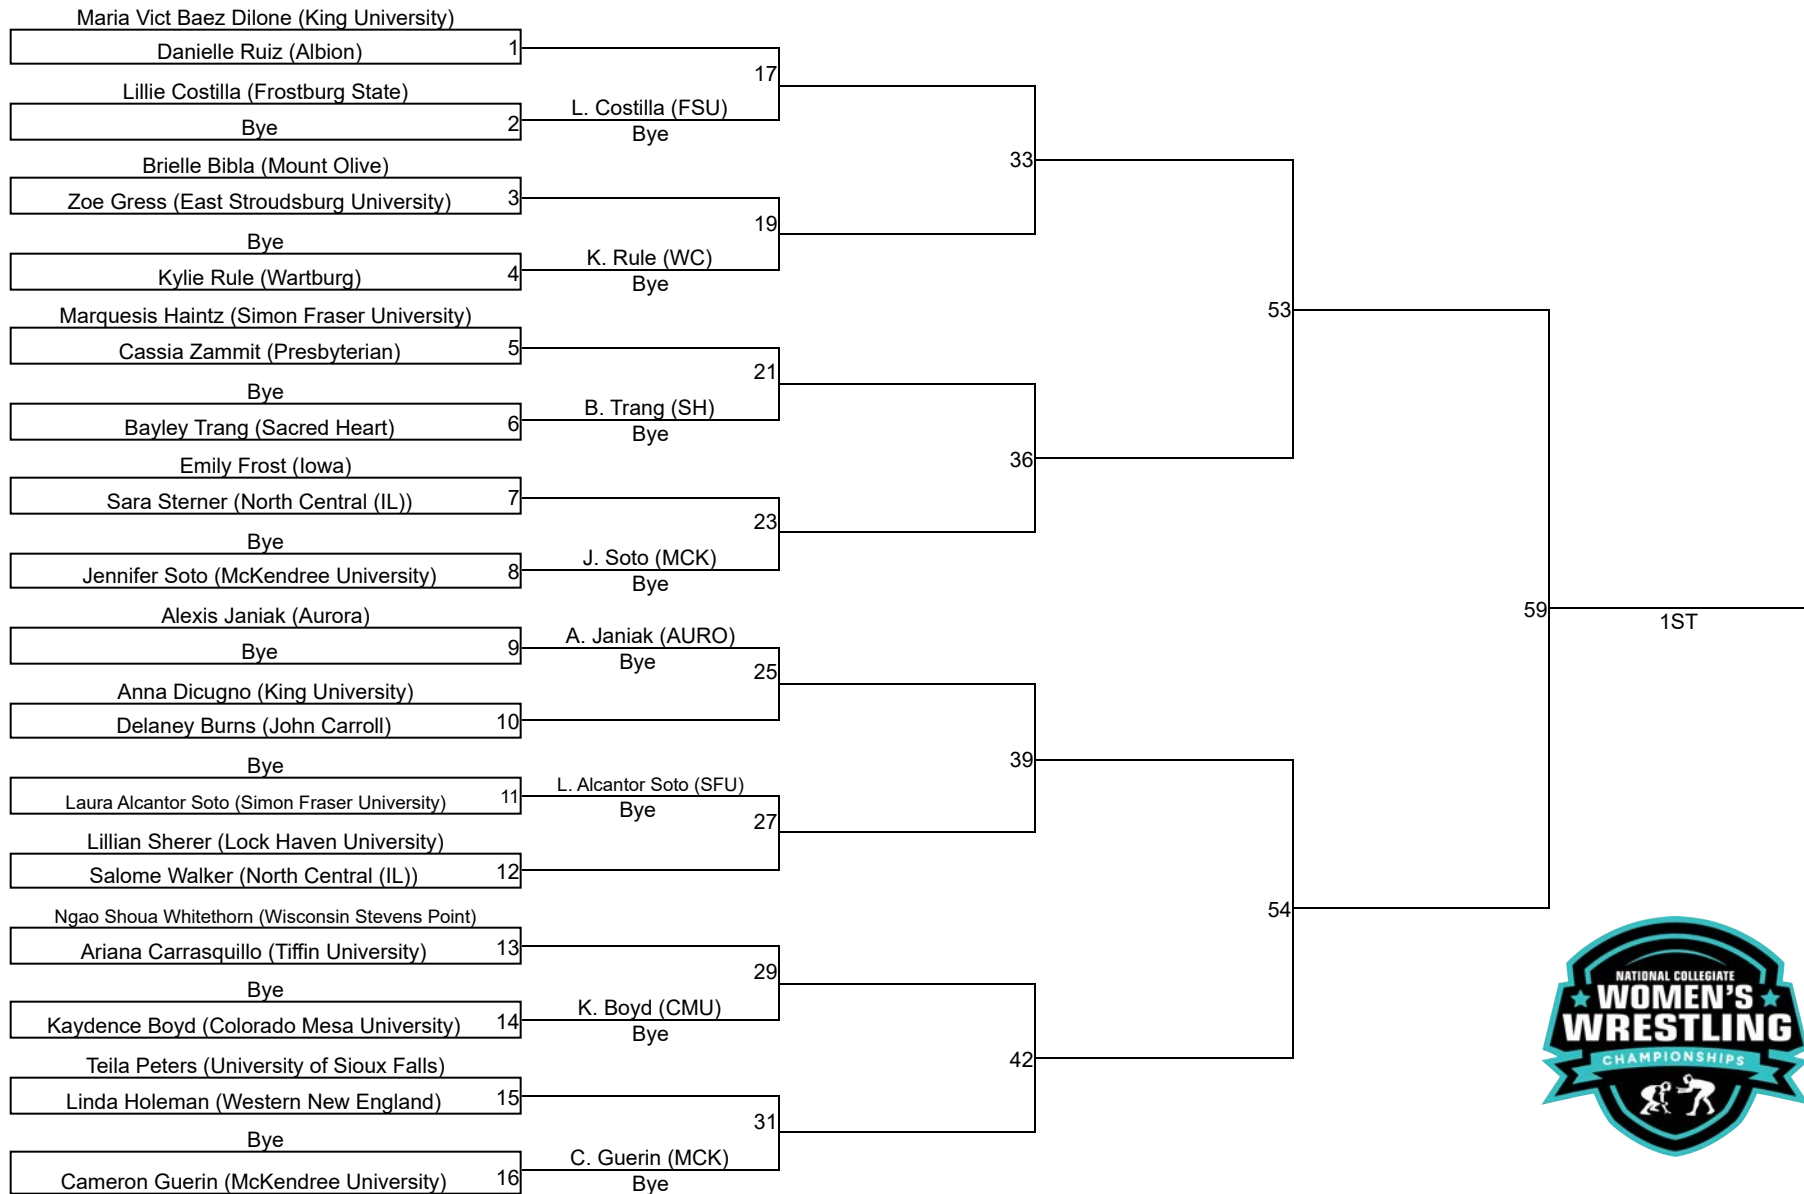 Maria Vict Baez Dilone (King University)
Danielle Ruiz (Albion) 1
17
Lillie Costilla (Frostburg State)
L. Costilla (FSU)
Bye 2
Bye
Brielle Bibla (Mount Olive)
33
Zoe Gress (East Stroudsburg University) 3
19
Bye
K. Rule (WC)
Kylie Rule (Wartburg) 4
Bye
53
Marquesis Haintz (Simon Fraser University)
Cassia Zammit (Presbyterian) 5
21
Bye
B. Trang (SH)
Bayley Trang (Sacred Heart) 6
Bye
36
Emily Frost (Iowa)
Sara Sterner (North Central (IL)) 7
23
Bye
J. Soto (MCK)
Jennifer Soto (McKendree University) 8
Bye
59
1ST
Alexis Janiak (Aurora)
A. Janiak (AURO)
Bye 9
Bye
25
Anna Dicugno (King University)
Delaney Burns (John Carroll) 10
39
Bye
L. Alcantor Soto (SFU)
Laura Alcantor Soto (Simon Fraser University) 11
Bye
27
Lillian Sherer (Lock Haven University)
Salome Walker (North Central (IL)) 12
54
Ngao Shoua Whitethorn (Wisconsin Stevens Point)
Ariana Carrasquillo (Tiffin University) 13
29
Bye
K. Boyd (CMU)
Kaydence Boyd (Colorado Mesa University) 14
Bye
42
Teila Peters (University of Sioux Falls)
Linda Holeman (Western New England) 15
31
Bye
C. Guerin (MCK)
Cameron Guerin (McKendree University) 16
Bye
NATIONAL COLLEGIATE
WOMEN'S
WRESTLING
CHAMPIONSHIPS